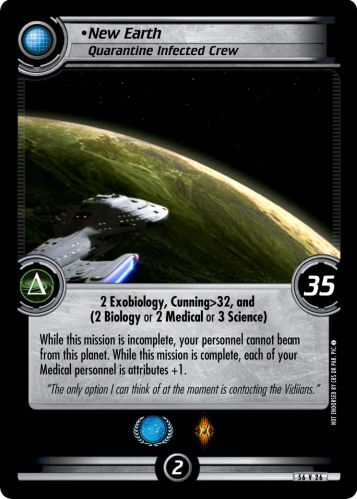 •New Earth
Quarantine Infected Crew
35
2 Exobiology, Cunning>32, and
(2 Biology or 2 Medical or 3 Science)
While this mission is incomplete, your personnel cannot beam
from this planet. While this mission is complete, each of your
Medical personnel is attributes +1.
"The only option I can think of at the moment is contacting the Vidiians."
NOT ENDORSED BY CBS OR PAR. PIC.
2
56 V 26